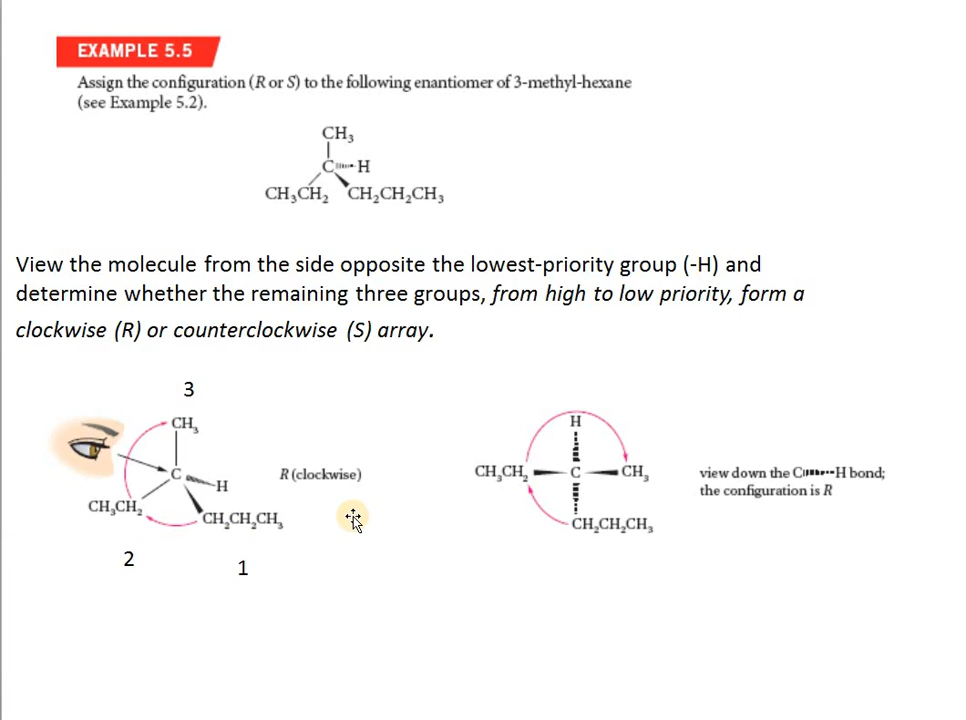 EXAMPLE 5.5
Assign the configuration (R or S) to the following enantiomer of 3-methyl-hexane
(see Example 5.2).
CH₃
C H
CH₃CH₂ CH₂CH₂CH₃
View the molecule from the side opposite the lowest-priority group (-H) and
determine whether the remaining three groups, from high to low priority, form a
clockwise (R) or counterclockwise (S) array.
3
CH₃
C
H
R (clockwise)
CH₃CH₂
CH₂CH₂CH₃
2
1
H
CH₃CH₂ C CH₃
CH₂CH₂CH₃
view down the C H bond;
the configuration is R